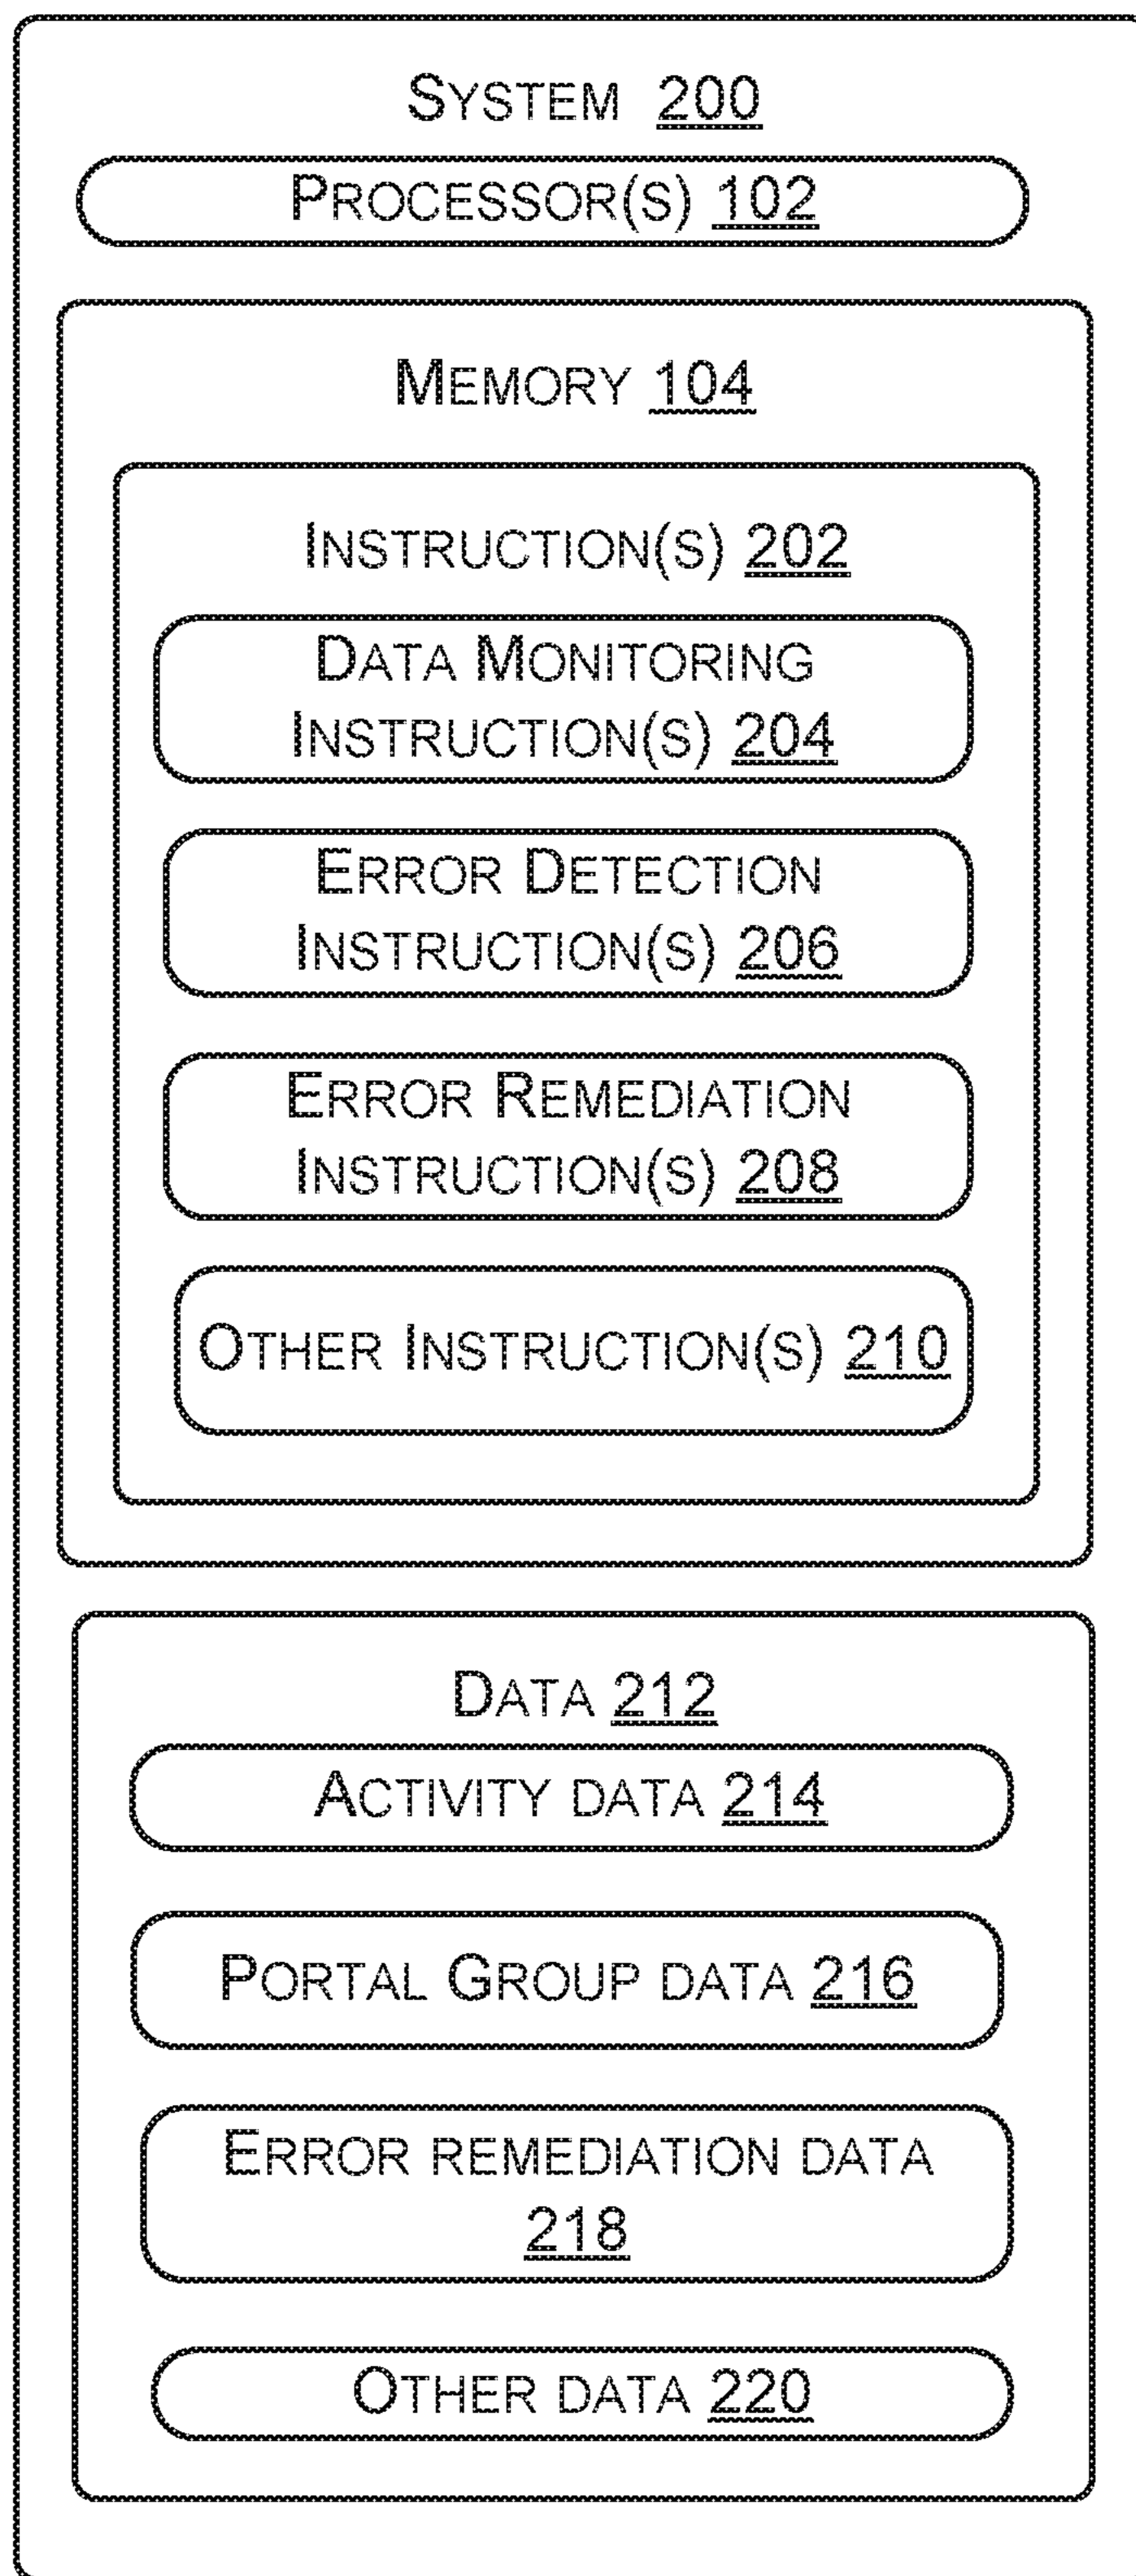 SYSTEM 200
PROCESSOR(S) 102
MEMORY 104
INSTRUCTION(S) 202
DATA MONITORING
INSTRUCTION(S) 204
ERROR DETECTION
INSTRUCTION(S) 206
ERROR REMEDIATION
INSTRUCTION(S) 208
OTHER INSTRUCTION(S) 210
DATA 212
ACTIVITY DATA 214
PORTAL GROUP DATA 216
ERROR REMEDIATION DATA
218
OTHER DATA 220